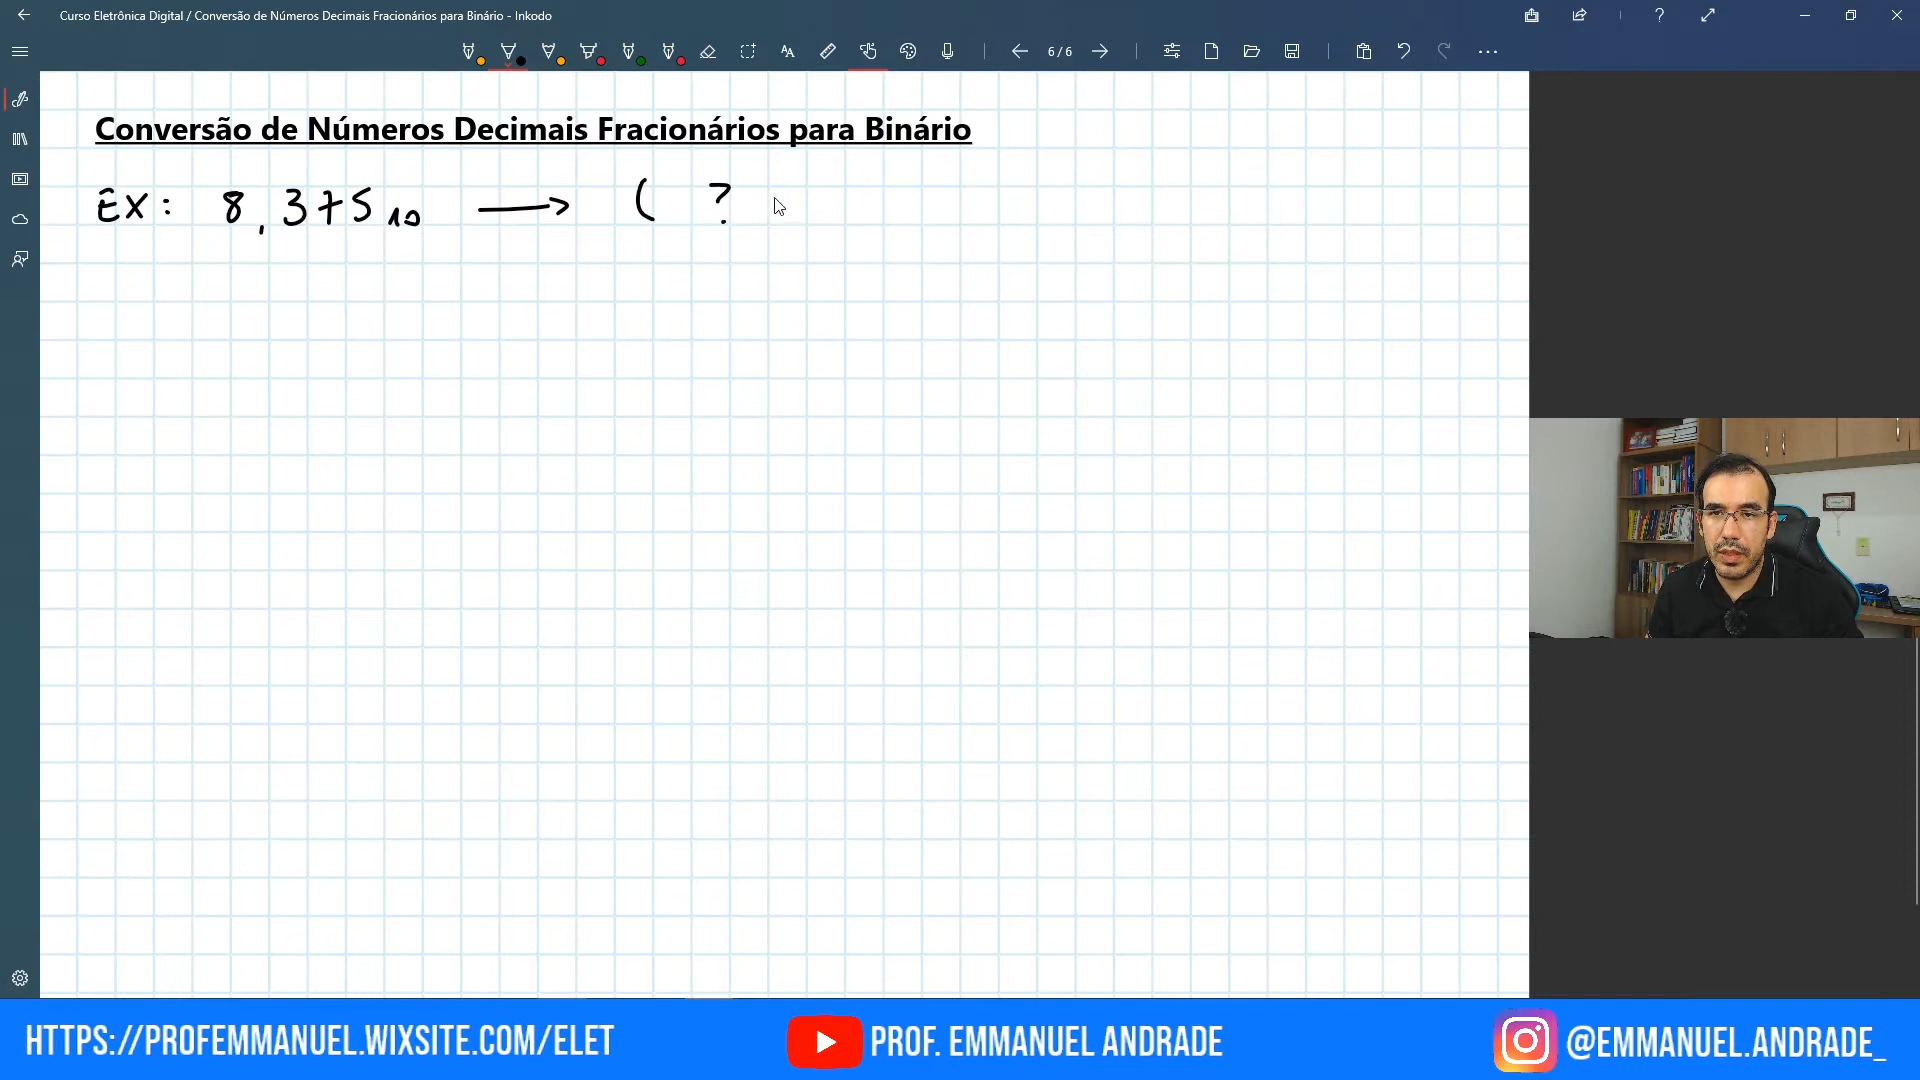 Curso Eletrônica Digital / Conversão de Números Decimais Fracionários para Binário - Inkodo
6/6
Conversão de Números Decimais Fracionários para Binário
EX: 8,375₁₀ → ( ?
HTTPS://PROFEMMANUEL.WIXSITE.COM/ELET
PROF. EMMANUEL ANDRADE
@EMMANUEL.ANDRADE_